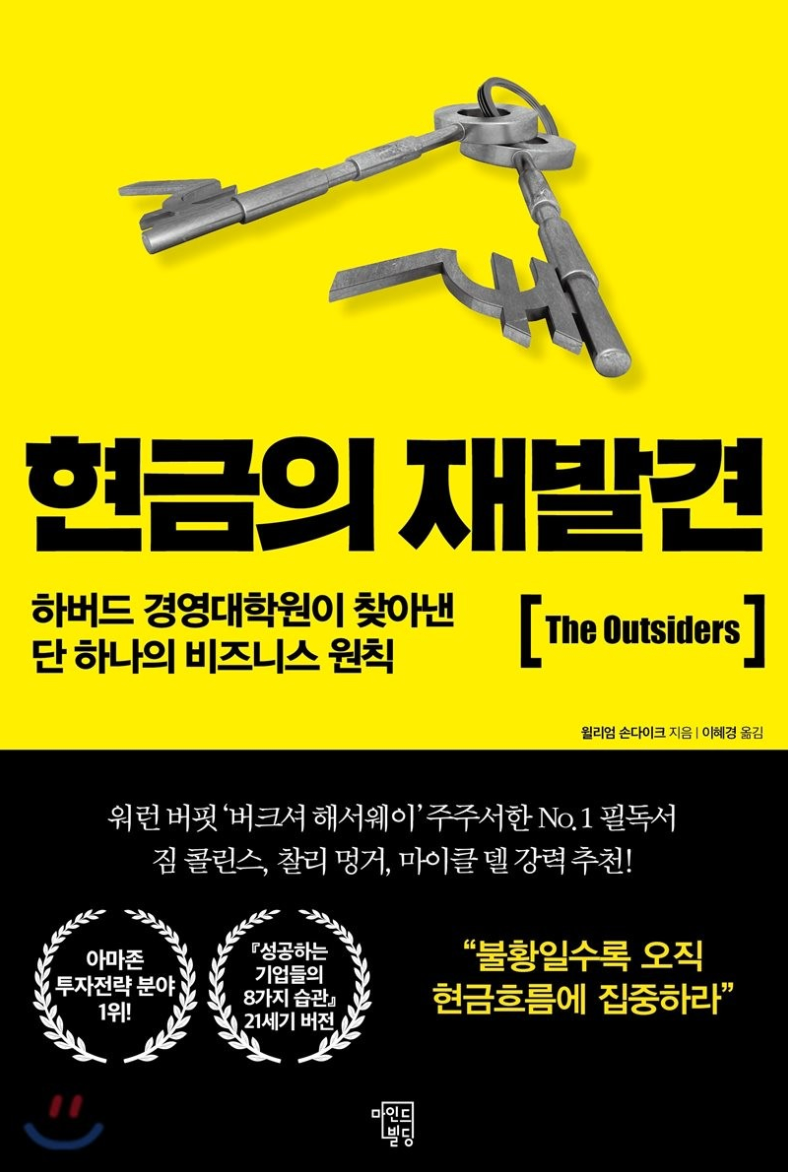 현금의 재발견
하버드 경영대학원이 찾아낸
단 하나의 비즈니스 원칙
[The Outsiders]
윌리엄 손다이크 지음 | 이혜경 옮김
워런 버핏 ‘버크셔 해서웨이’ 주주서한 No. 1 필독서
짐 콜린스, 찰리 멍거, 마이클 델 강력 추천!
아마존
투자전략 분야
1위!
『성공하는
기업들의
8가지 습관』
21세기 버전
“불황일수록 오직
현금흐름에 집중하라”
마인드
빌딩